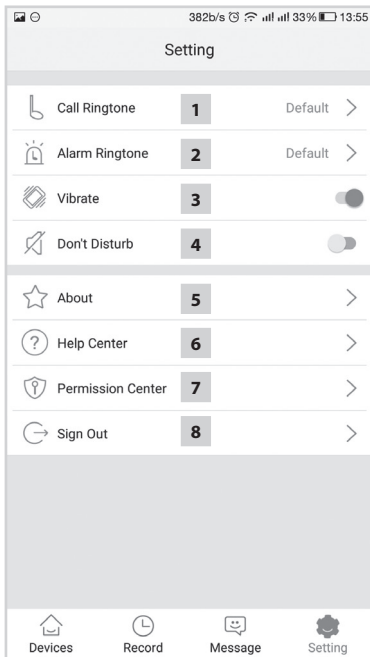 382b/s 33% 13:55
Setting
Call Ringtone 1 Default
Alarm Ringtone 2 Default
Vibrate 3
Don't Disturb 4
About 5
? Help Center 6
Permission Center 7
Sign Out 8
Devices Record Message Setting